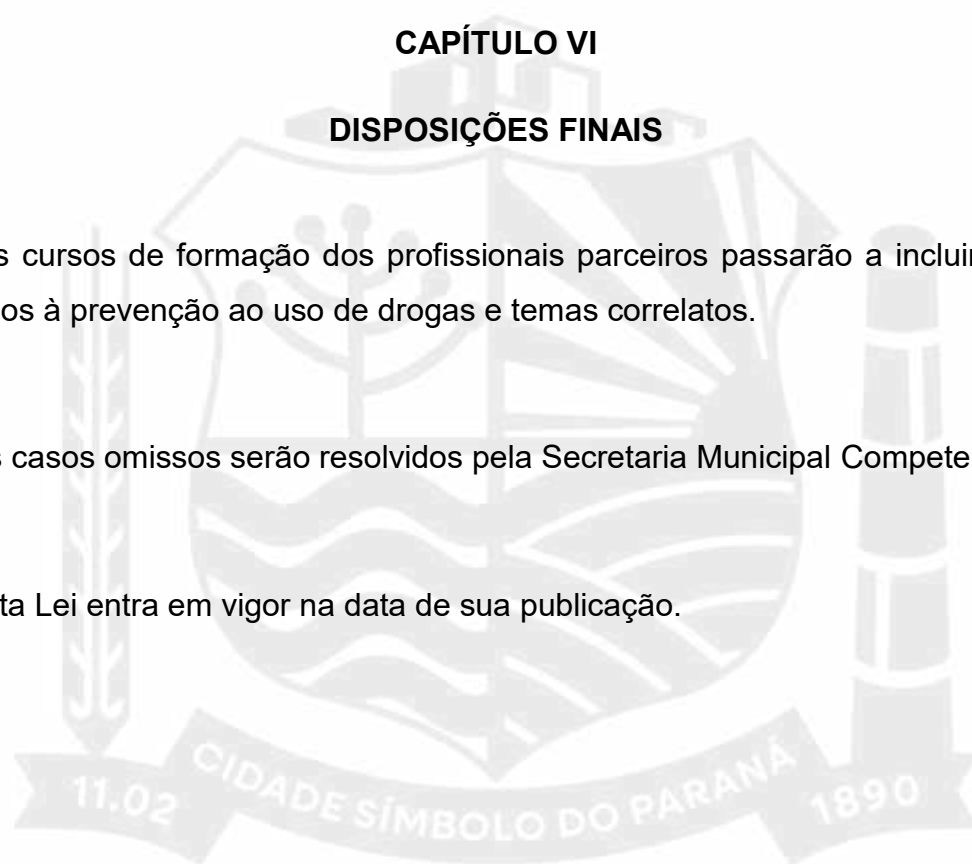 CAPÍTULO VI
DISPOSIÇÕES FINAIS
s cursos de formação dos profissionais parceiros passarão a incluir
os à prevenção ao uso de drogas e temas correlatos.
s casos omissos serão resolvidos pela Secretaria Municipal Compete
ta Lei entra em vigor na data de sua publicação.
CIDADE SÍMBOLO DO PARANÁ
11.02 1890